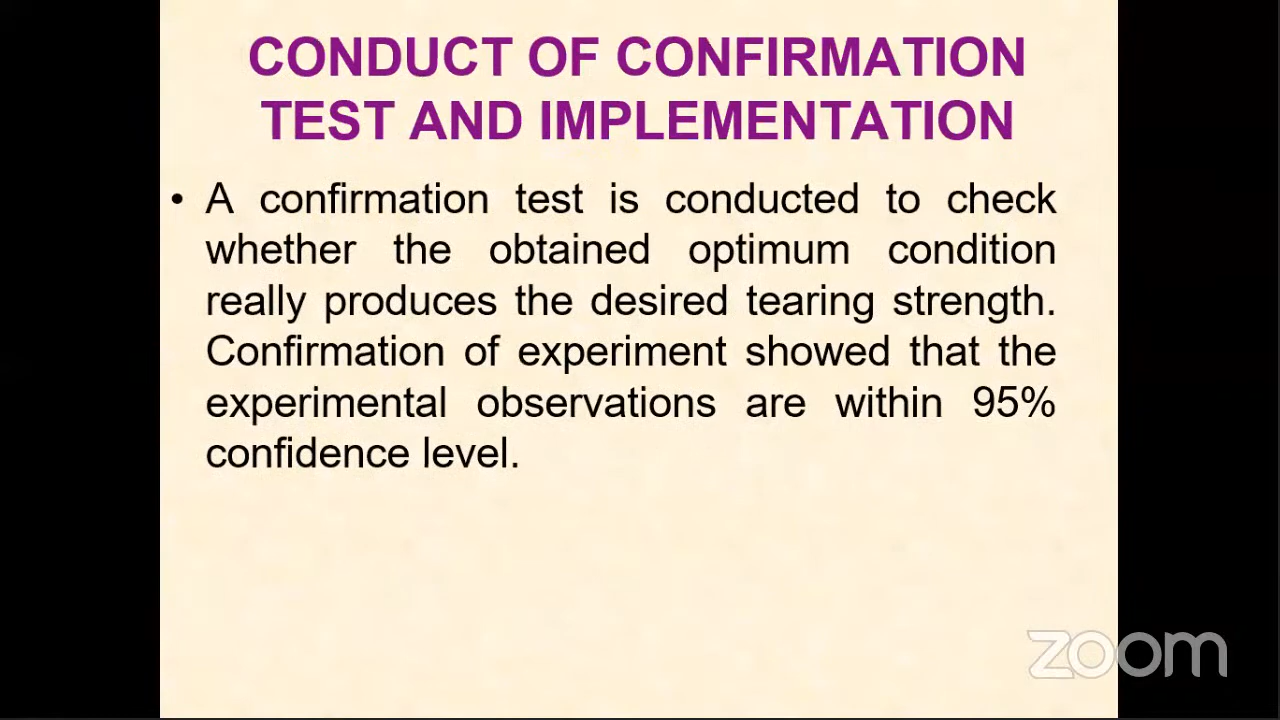 CONDUCT OF CONFIRMATION
TEST AND IMPLEMENTATION
• A confirmation test is conducted to check
whether the obtained optimum condition
really produces the desired tearing strength.
Confirmation of experiment showed that the
experimental observations are within 95%
confidence level.
zoom